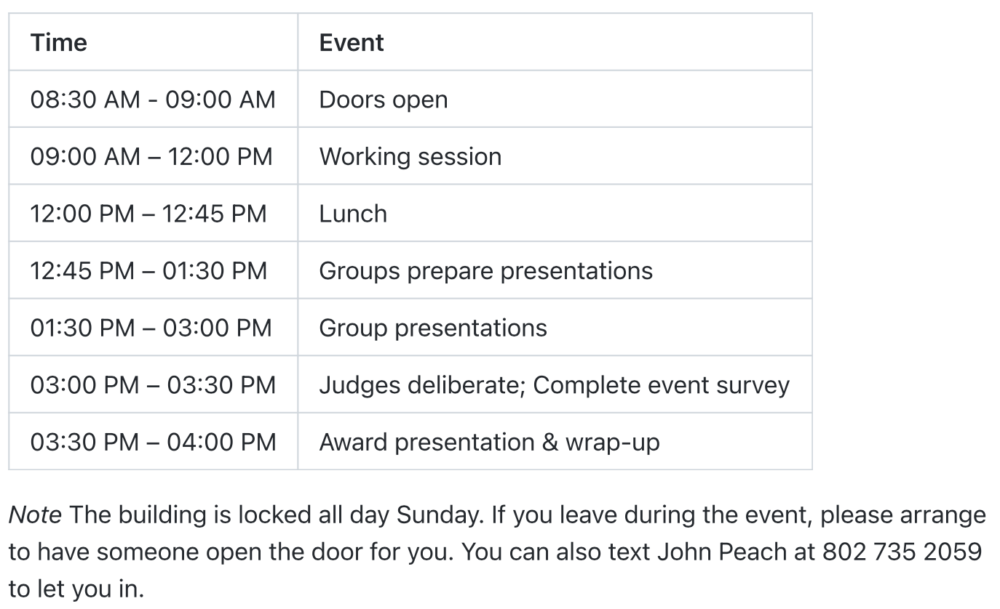 Time Event
08:30 AM - 09:00 AM Doors open
09:00 AM – 12:00 PM Working session
12:00 PM – 12:45 PM Lunch
12:45 PM – 01:30 PM Groups prepare presentations
01:30 PM – 03:00 PM Group presentations
03:00 PM – 03:30 PM Judges deliberate; Complete event survey
03:30 PM – 04:00 PM Award presentation & wrap-up
Note The building is locked all day Sunday. If you leave during the event, please arrange
to have someone open the door for you. You can also text John Peach at 802 735 2059
to let you in.